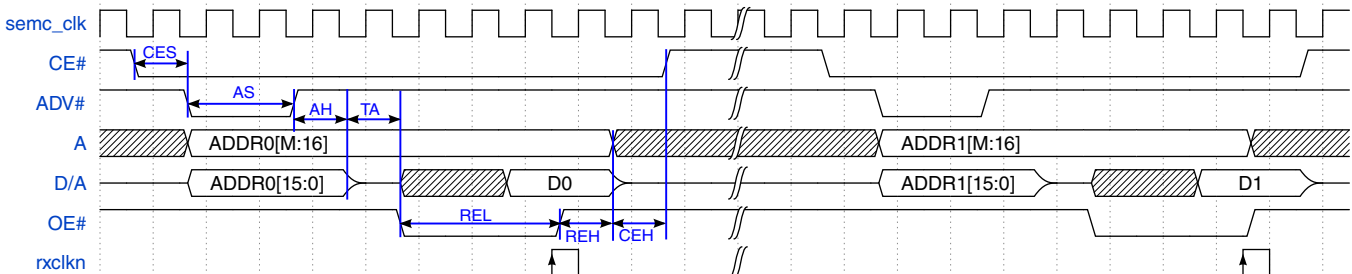 semc_clk
CE# CES
ADV# AS AH TA
A ADDR0[M:16] ADDR1[M:16]
D/A ADDR0[15:0] D0 ADDR1[15:0] D1
OE# REL REH CEH
rxclkn